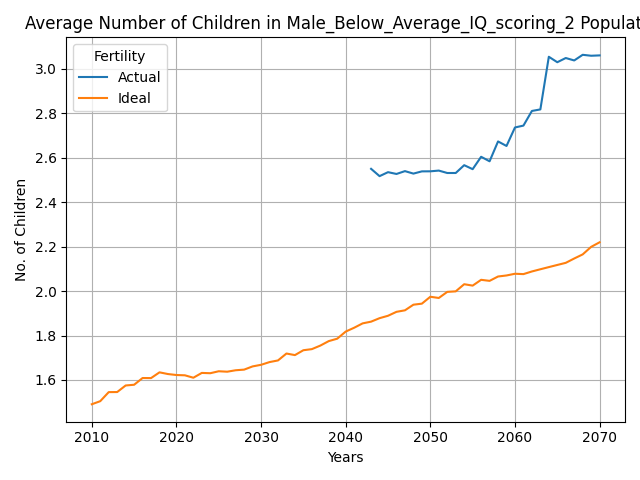 Average Number of Children in Male_Below_Average_IQ_scoring_2 Populat
Fertility
Actual
Ideal
No. of Children
3.0
2.8
2.6
2.4
2.2
2.0
1.8
1.6
2010 2020 2030 2040 2050 2060 2070
Years